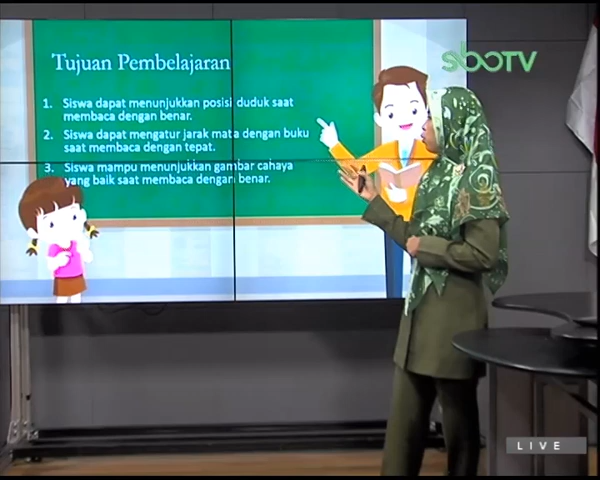 sboTV
Tujuan Pembelajaran
1. Siswa dapat menunjukkan posisi duduk saat
membaca dengan benar.
2. Siswa dapat mengatur jarak mata dengan buku
saat membaca dengan tepat.
3. Siswa mampu menunjukkan gambar cahaya
yang baik saat membaca dengan benar.
LIVE